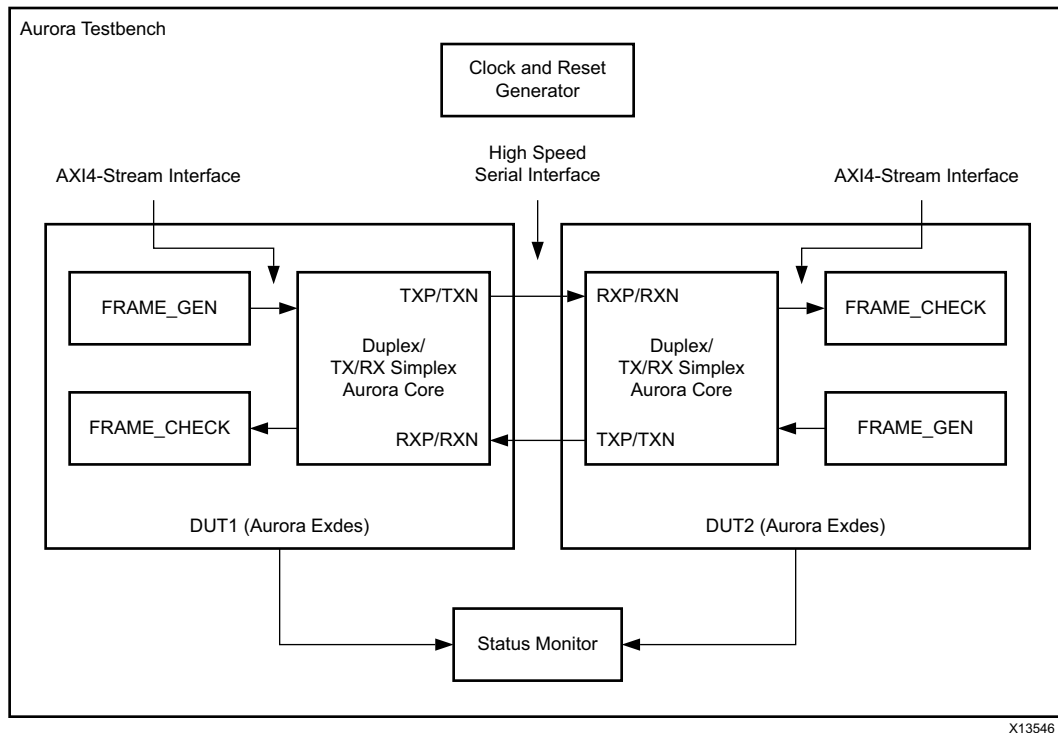 Aurora Testbench
Clock and Reset
Generator
High Speed
Serial Interface
AXI4-Stream Interface
AXI4-Stream Interface
FRAME_GEN
TXP/TXN
RXP/RXN
FRAME_CHECK
Duplex/
TX/RX Simplex
Aurora Core
Duplex/
TX/RX Simplex
Aurora Core
FRAME_CHECK
RXP/RXN
TXP/TXN
FRAME_GEN
DUT1 (Aurora Exdes)
DUT2 (Aurora Exdes)
Status Monitor
X13546